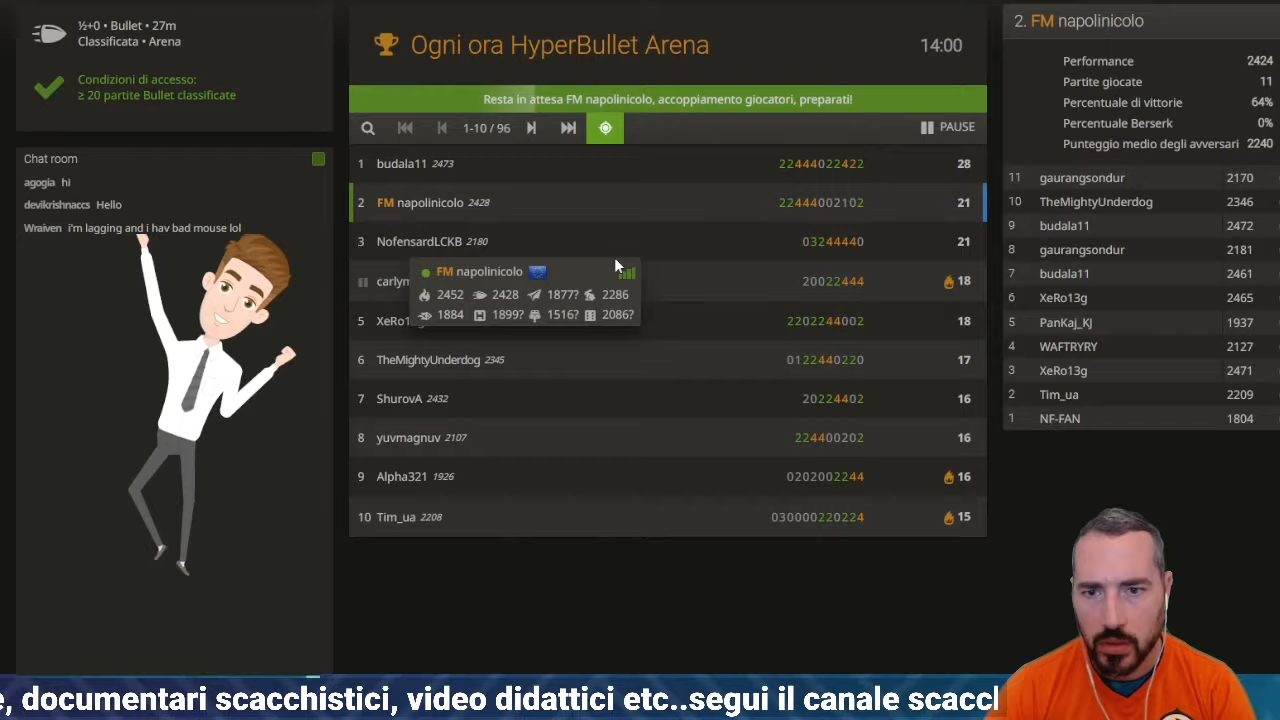 ½+0 • Bullet • 27m
Classificata • Arena
Condizioni di accesso:
≥ 20 partite Bullet classificate
Chat room
agogia hi
devikrishnaccs Hello
Wraiven i'm lagging and i hav bad mouse lol
Ogni ora HyperBullet Arena 14:00
Resta in attesa FM napolinicolo, accoppiamento giocatori, preparati!
1-10 / 96 PAUSE
1 budala11 2473 22444022422 28
2 FM napolinicolo 2428 22444002102 21
3 NofensardLCKB 2180 03244440 21
carlyn 20022444 18
5 XeRo1 2202244002 18
6 TheMightyUnderdog 2345 0122440220 17
7 ShurovA 2432 20224402 16
8 yuvmagnuv 2107 224400202 16
9 Alpha321 1926 0202002244 16
10 Tim_ua 2208 030000220224 15
FM napolinicolo
2452 2428 1877? 2286
1884 1899? 1516? 2086?
2. FM napolinicolo
Performance 2424
Partite giocate 11
Percentuale di vittorie 64%
Percentuale Berserk 0%
Punteggio medio degli avversari 2240
11 gaurangsondur 2170
10 TheMightyUnderdog 2346
9 budala11 2472
8 gaurangsondur 2181
7 budala11 2461
6 XeRo13g 2465
5 PanKaj_Kj 1937
4 WAFTRYRY 2127
3 XeRo13g 2471
2 Tim_ua 2209
1 NF-FAN 1804
e, documentari scacchistici, video didattici etc..segui il canale scaccl